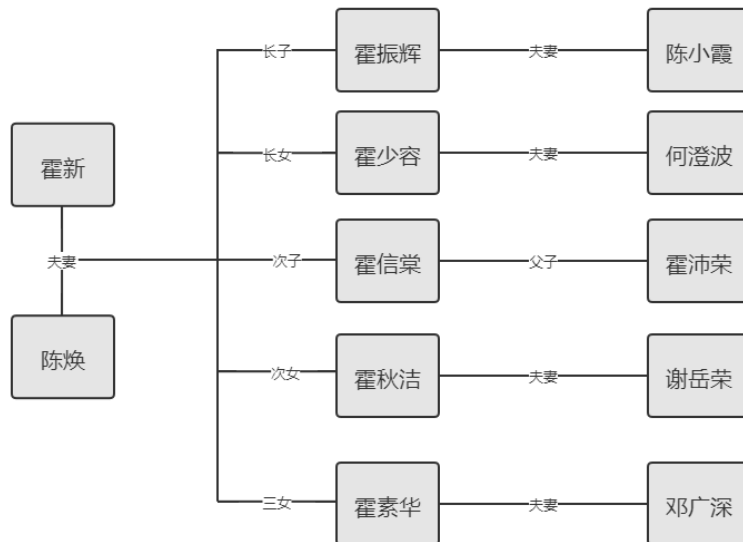 长子
霍振辉
夫妻
陈小霞
长女
霍少容
夫妻
何澄波
霍新
夫妻
陈焕
次子
霍信棠
父子
霍沛荣
次女
霍秋洁
夫妻
谢岳荣
三女
霍素华
夫妻
邓广深